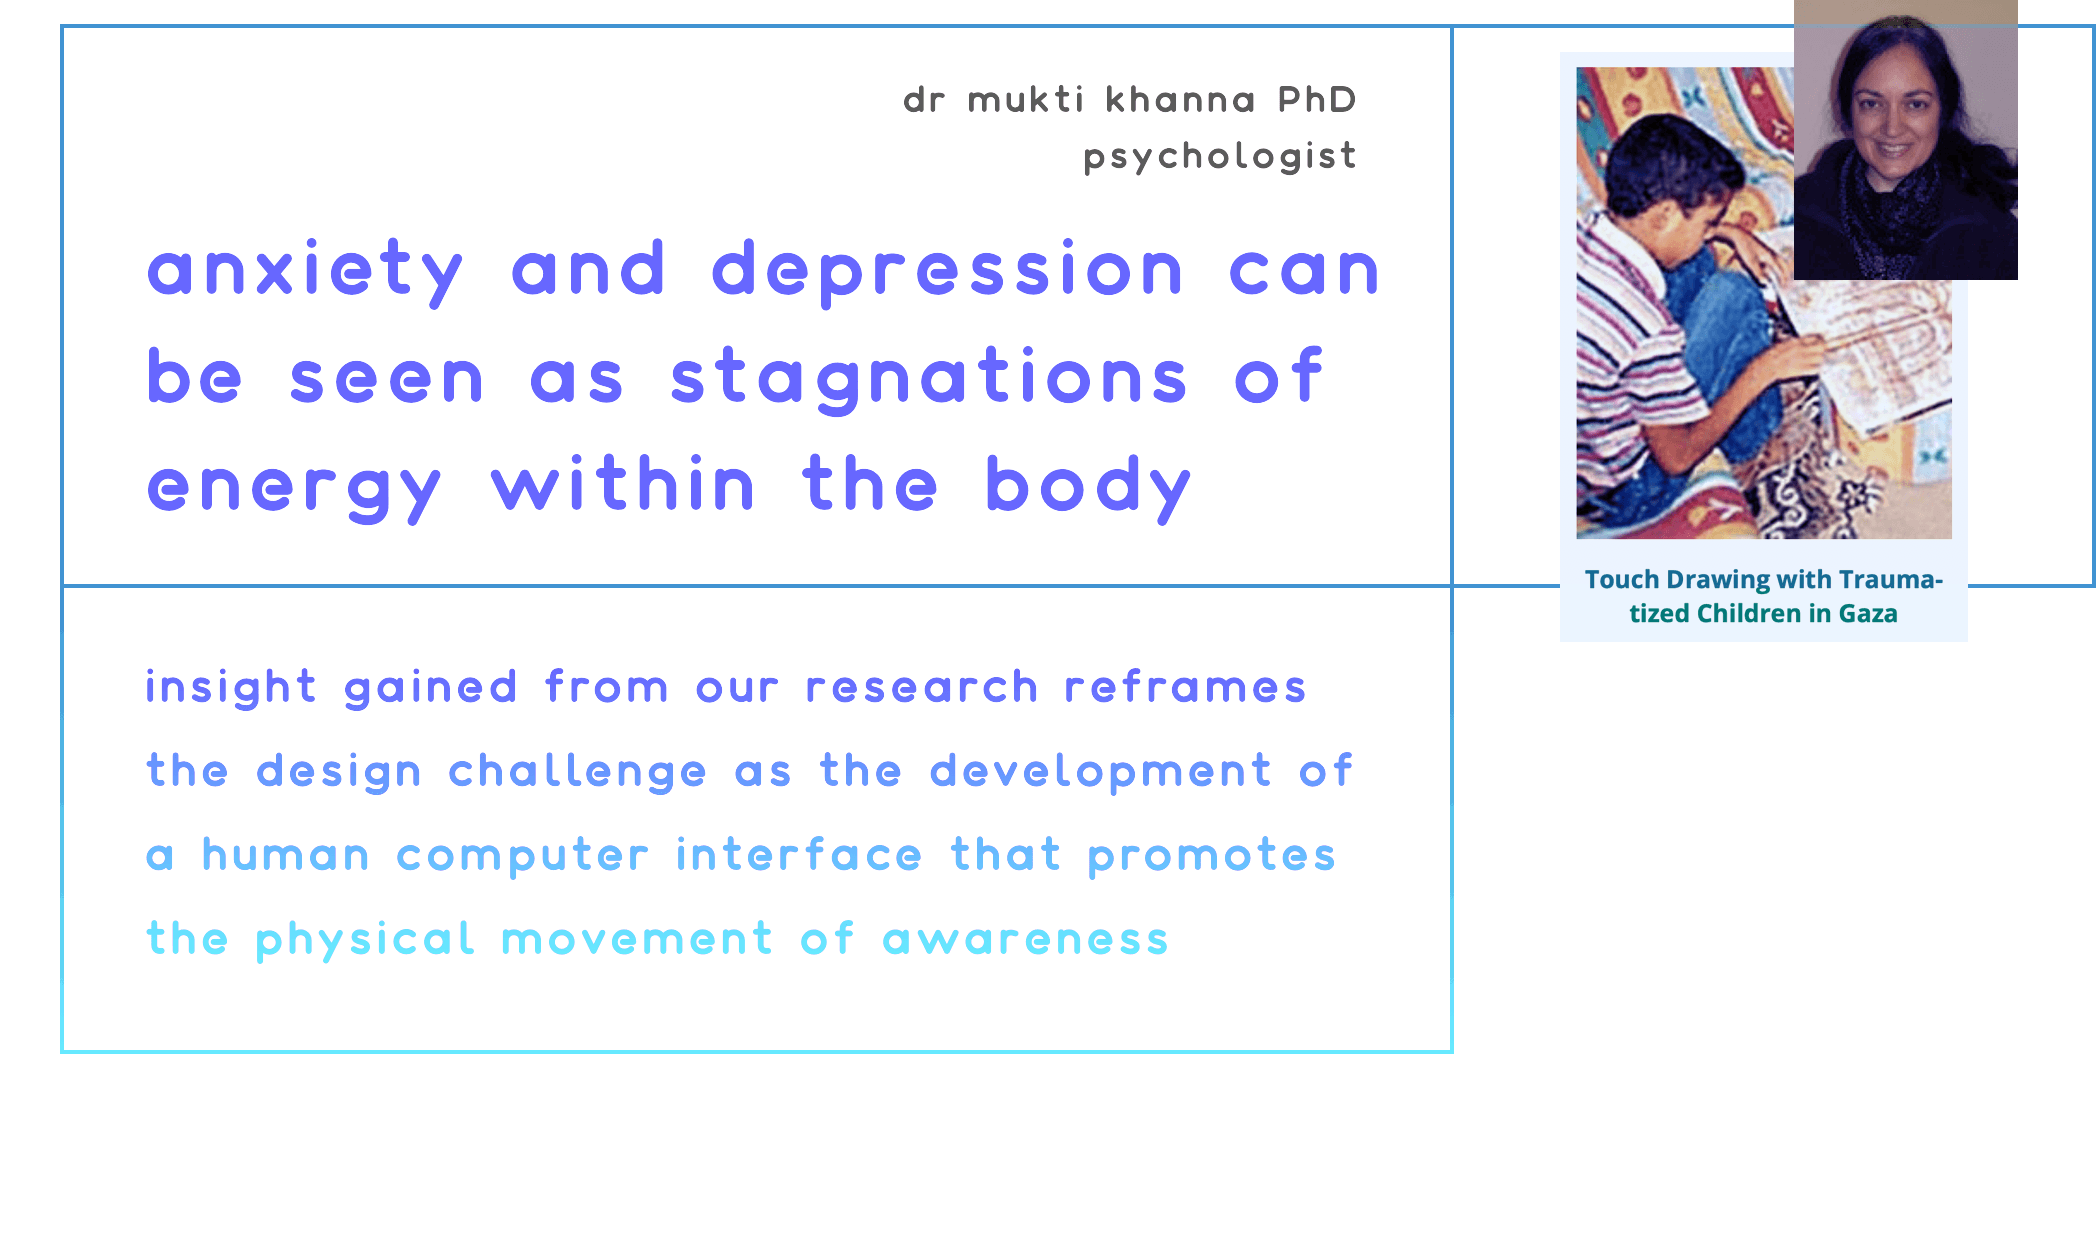 dr mukti khanna PhD
psychologist
anxiety and depression can
be seen as stagnations of
energy within the body
Touch Drawing with Trauma-
tized Children in Gaza
insight gained from our research reframes
the design challenge as the development of
a human computer interface that promotes
the physical movement of awareness